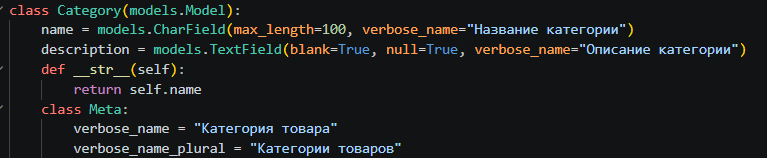 class Category(models.Model):
    name = models.CharField(max_length=100, verbose_name="Название категории")
    description = models.TextField(blank=True, null=True, verbose_name="Описание категории")
    def __str__(self):
        return self.name
    class Meta:
        verbose_name = "Категория товара"
        verbose_name_plural = "Категории товаров"